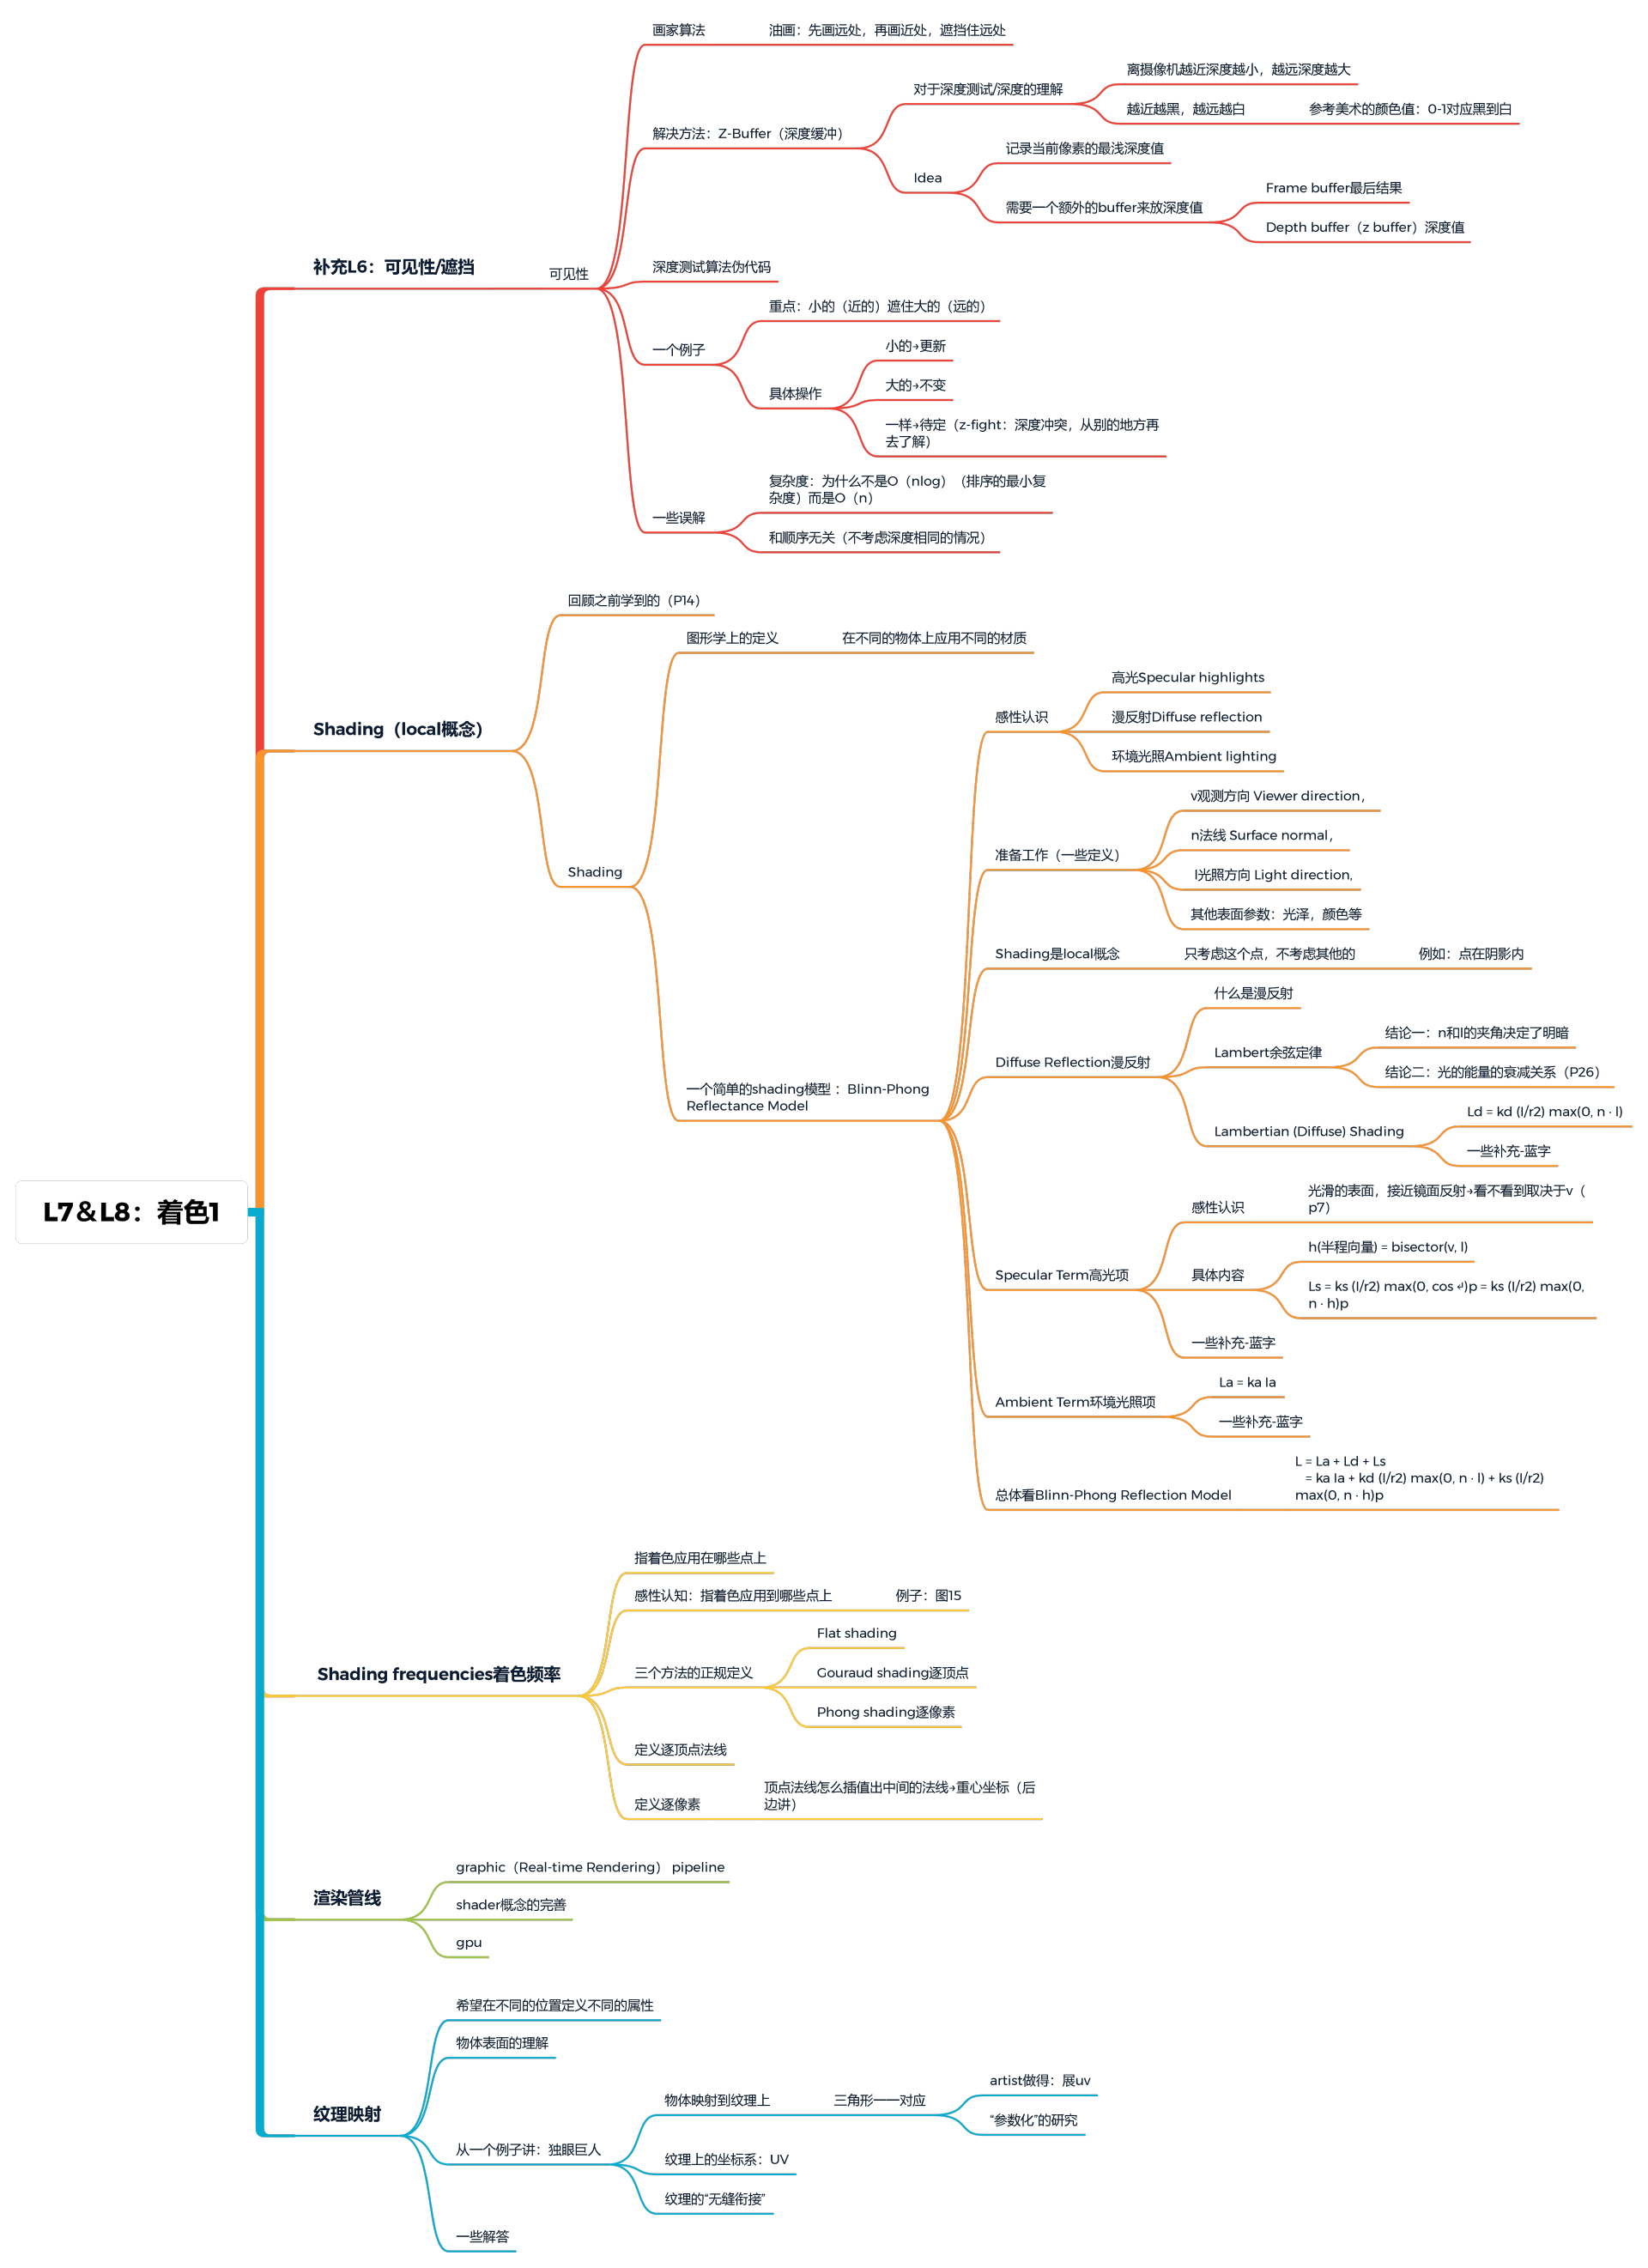 L7&L8：着色1
补充L6：可见性/遮挡
可见性
画家算法
油画：先画远处，再画近处，遮挡住远处
解决方法：Z-Buffer（深度缓冲）
对于深度测试/深度的理解
离摄像机越近深度越小，越远深度越大
越近越黑，越远越白
参考美术的颜色值：0-1对应黑到白
Idea
记录当前像素的最浅深度值
需要一个额外的buffer来放深度值
Frame buffer最后结果
Depth buffer（z buffer）深度值
深度测试算法伪代码
一个例子
重点：小的（近的）遮住大的（远的）
具体操作
小的→更新
大的→不变
一样→待定（z-fight：深度冲突，从别的地方再
去了解）
一些误解
复杂度：为什么不是O（nlog）（排序的最小复
杂度）而是O（n）
和顺序无关（不考虑深度相同的情况）
Shading（local概念）
回顾之前学到的（P14）
Shading
图形学上的定义
在不同的物体上应用不同的材质
一个简单的shading模型 ：Blinn-Phong
Reflectance Model
感性认识
高光Specular highlights
漫反射Diffuse reflection
环境光照Ambient lighting
准备工作（一些定义）
v观测方向 Viewer direction，
n法线 Surface normal，
l光照方向 Light direction,
其他表面参数：光泽，颜色等
Shading是local概念
只考虑这个点，不考虑其他的
例如：点在阴影内
Diffuse Reflection漫反射
什么是漫反射
Lambert余弦定律
结论一：n和l的夹角决定了明暗
结论二：光的能量的衰减关系（P26）
Lambertian (Diffuse) Shading
Ld = kd (I/r2) max(0, n · l)
一些补充-蓝字
Specular Term高光项
感性认识
光滑的表面，接近镜面反射→看不看到取决于v（
p7）
具体内容
h(半程向量) = bisector(v, l)
Ls = ks (I/r2) max(0, cos ↵)p = ks (I/r2) max(0,
n · h)p
一些补充-蓝字
Ambient Term环境光照项
La = ka Ia
一些补充-蓝字
总体看Blinn-Phong Reflection Model
L = La + Ld + Ls
= ka Ia + kd (I/r2) max(0, n · l) + ks (I/r2)
max(0, n · h)p
Shading frequencies着色频率
指着色应用在哪些点上
感性认知：指着色应用到哪些点上
例子：图15
三个方法的正规定义
Flat shading
Gouraud shading逐顶点
Phong shading逐像素
定义逐顶点法线
定义逐像素
顶点法线怎么插值出中间的法线→重心坐标（后
边讲）
渲染管线
graphic（Real-time Rendering） pipeline
shader概念的完善
gpu
纹理映射
希望在不同的位置定义不同的属性
物体表面的理解
从一个例子讲：独眼巨人
物体映射到纹理上
三角形一一对应
artist做得：展uv
“参数化”的研究
纹理上的坐标系：UV
纹理的“无缝衔接”
一些解答